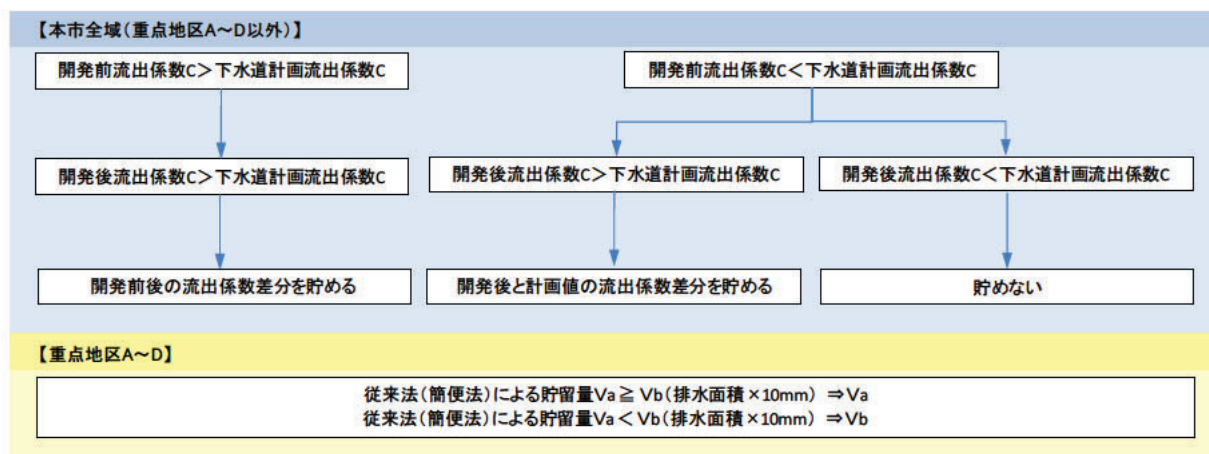 【本市全域(重点地区A～D以外)】
開発前流出係数C＞下水道計画流出係数C
開発前流出係数C＜下水道計画流出係数C
開発後流出係数C＞下水道計画流出係数C
開発後流出係数C＞下水道計画流出係数C
開発後流出係数C＜下水道計画流出係数C
開発前後の流出係数差分を貯める
開発後と計画値の流出係数差分を貯める
貯めない
【重点地区A～D】
従来法(簡便法)による貯留量Va≧Vb(排水面積×10mm) ⇒Va
従来法(簡便法)による貯留量Va＜Vb(排水面積×10mm) ⇒Vb